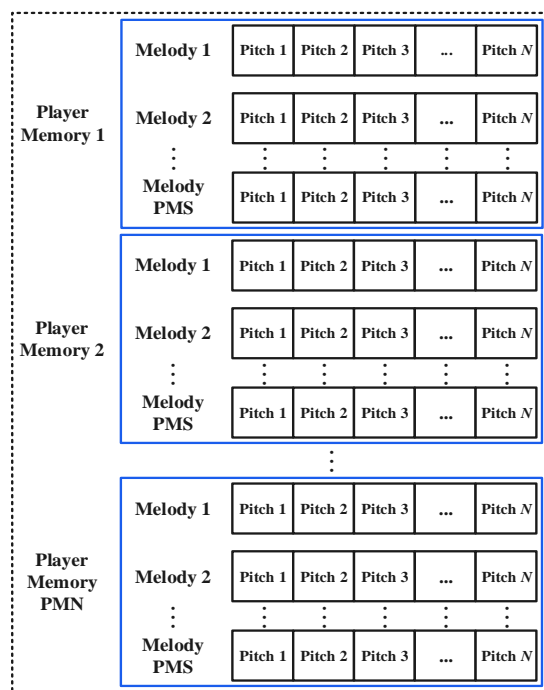 Melody 1 Pitch 1 Pitch 2 Pitch 3 ... Pitch N
Player Memory 1
Melody 2 Pitch 1 Pitch 2 Pitch 3 ... Pitch N
Melody PMS Pitch 1 Pitch 2 Pitch 3 ... Pitch N
Melody 1 Pitch 1 Pitch 2 Pitch 3 ... Pitch N
Player Memory 2
Melody 2 Pitch 1 Pitch 2 Pitch 3 ... Pitch N
Melody PMS Pitch 1 Pitch 2 Pitch 3 ... Pitch N
Melody 1 Pitch 1 Pitch 2 Pitch 3 ... Pitch N
Player Memory PMN
Melody 2 Pitch 1 Pitch 2 Pitch 3 ... Pitch N
Melody PMS Pitch 1 Pitch 2 Pitch 3 ... Pitch N